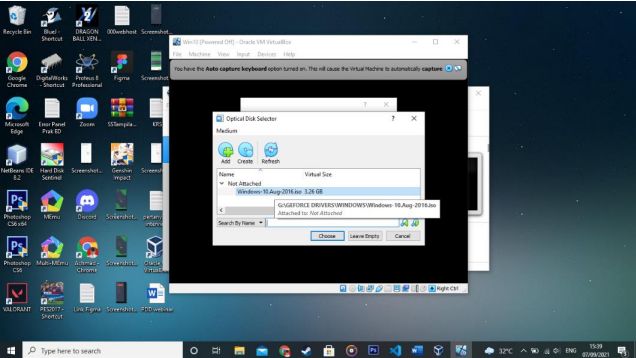 Recycle Bin
BlueJ - Shortcut
DRAGON BALL XEN...
000webhost
Screenshot...
Google Chrome
DigitalWorks - Shortcut
Proteus 8 Professional
Figma
Screenshot
Microsoft Edge
Error Panel Prak ED
Zoom
SSTampila...
KRS
NetBeans IDE 8.2
Hard Disk Sentinel
Screenshot...
Genshin Impact
Screenshot
Photoshop CS6 x64
MEmu
Discord
Screenshot...
Photoshop CS6
Multi-MEmu
Achmad - Chrome
Screenshot...
Oracle VirtualBox
VALORANT
PES2017 - Shortcut
Link Figma
Screenshot...
PDD webinar
Win10 [Powered Off] - Oracle VM VirtualBox
File Machine View Input Devices Help
You have the Auto capture keyboard option turned on. This will cause the Virtual Machine to automatically capture
? X
Optical Disk Selector
? X
Medium
Add Create Refresh
Name Virtual Size
Not Attached
Windows-10.Aug-2016.iso 3.26 GB
G:\GEFORCE DRIVERS\WINDOWS\Windows-10.Aug-2016.iso
Attached to: Not Attached
Search By Name
Choose Leave Empty Cancel
Right Ctrl
Type here to search
32°C
ENG
15:39
07/09/2021